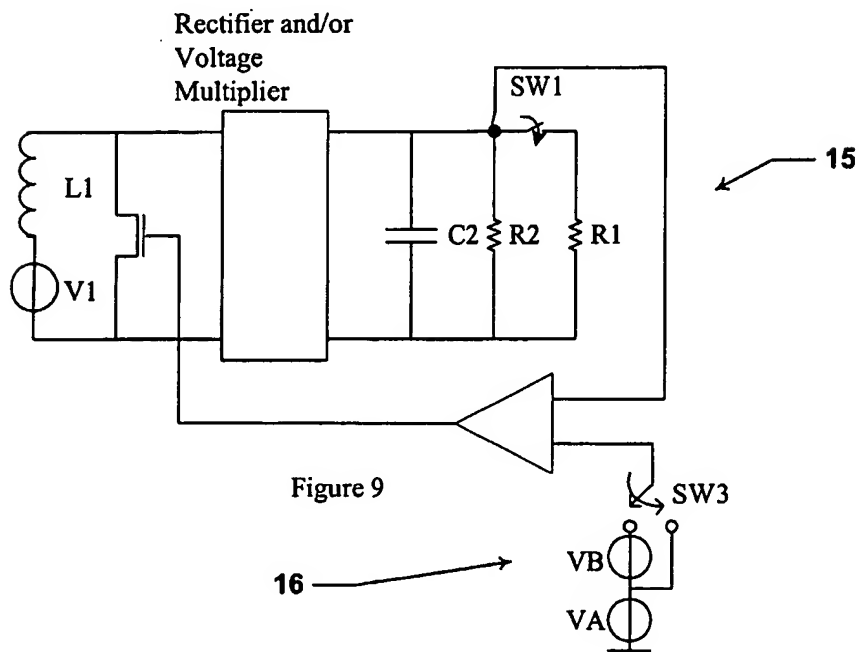 Rectifier and/or
Voltage
Multiplier
SW1
15
L1
C2
R2
R1
V1
Figure 9
SW3
16
VB
VA